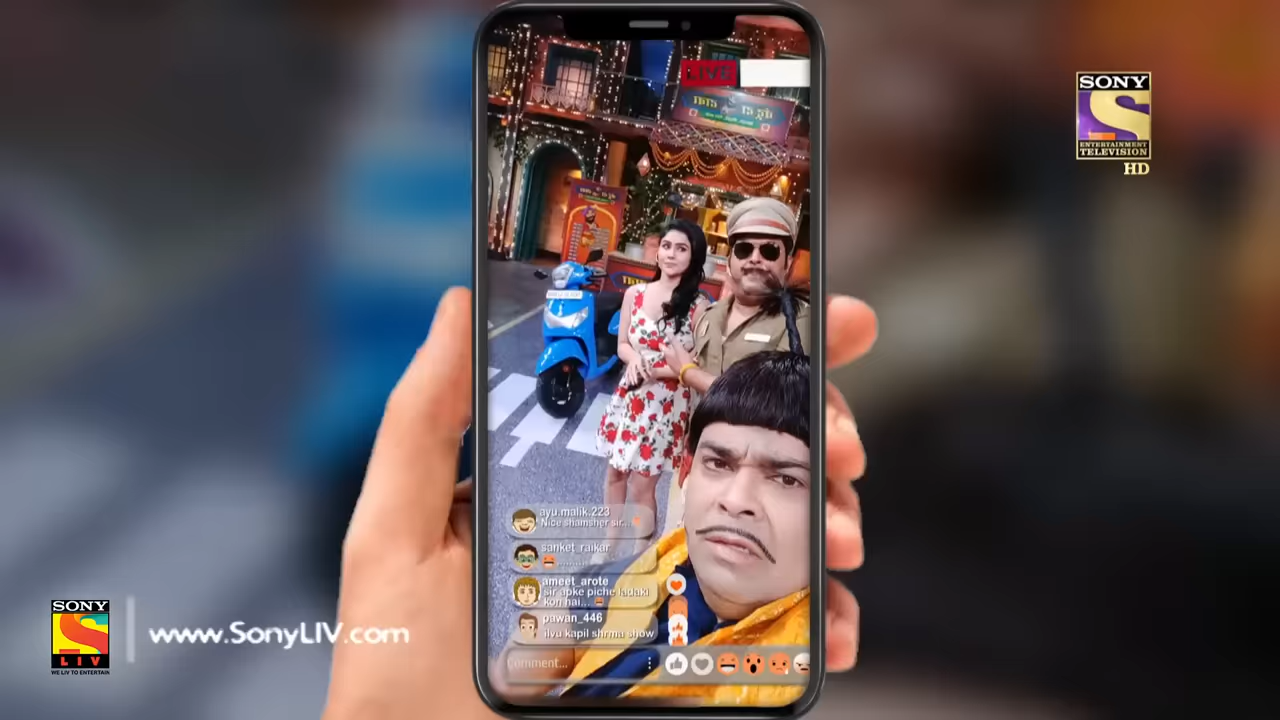 LIVE
SONY
ENTERTAINMENT
TELEVISION
HD
ayu.malik.223
Nice shamsher sir...
sanket_raikar
ameet_arote
sir apke piche ladaki
kon hai...
pawan_446
ilvu kapil shrma show
Comment...
SONY
LIV
WE LIV TO ENTERTAIN
www.SonyLIV.com